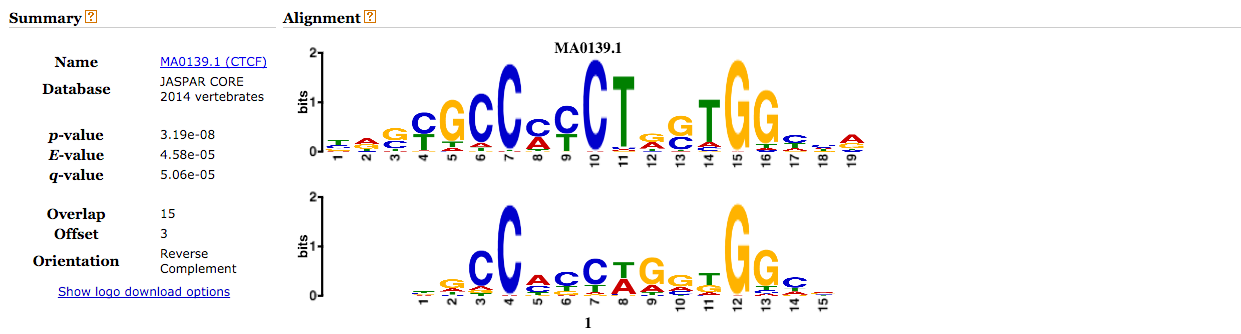 Summary ?
Alignment ?
Name MA0139.1 (CTCF)
Database JASPAR CORE
2014 vertebrates
p-value 3.19e-08
E-value 4.58e-05
q-value 5.06e-05
Overlap 15
Offset 3
Orientation Reverse
Complement
Show logo download options
MA0139.1
2
bits
1
0
1 2 3 4 5 6 7 8 9 10 11 12 13 14 15 16 17 18 19
2
bits
1
0
1 2 3 4 5 6 7 8 9 10 11 12 13 14 15
1